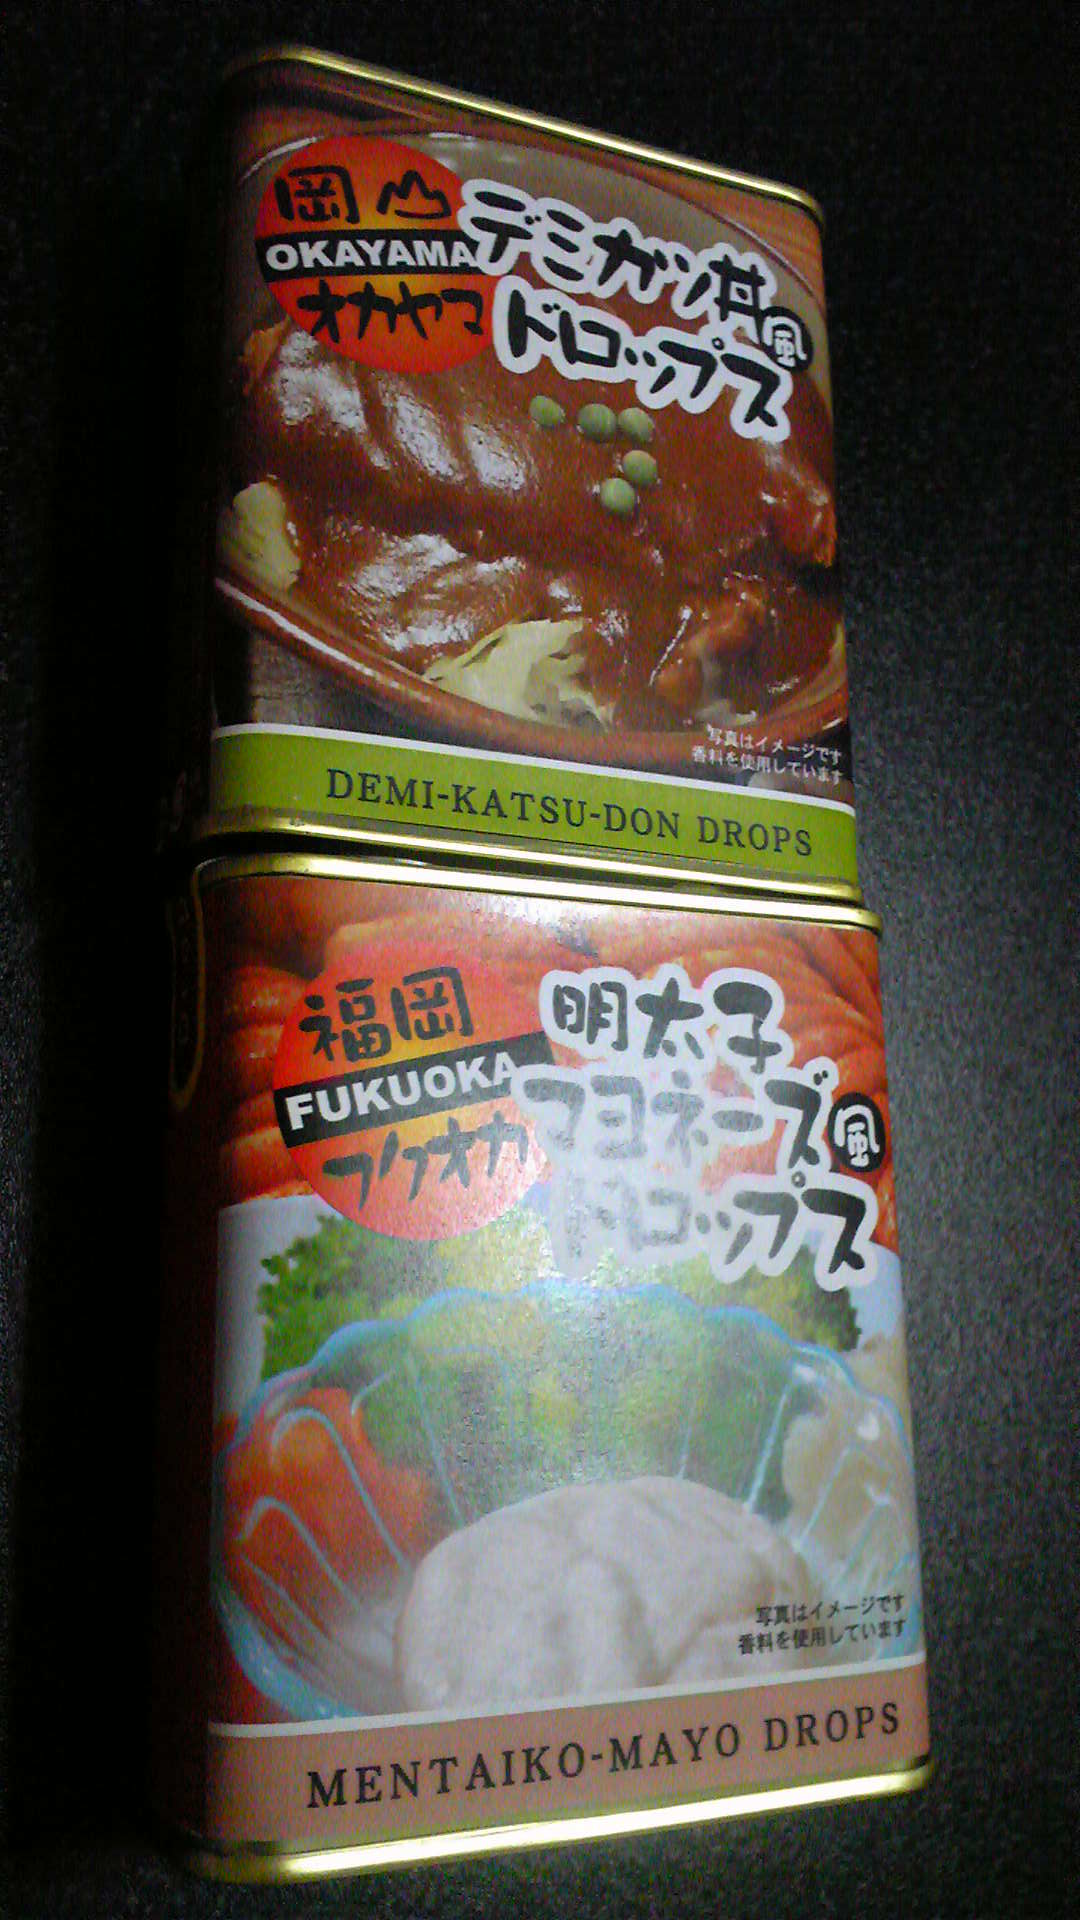 岡山
OKAYAMA
オカヤマ
デミカツ丼風
ドロップス
写真はイメージです
香料を使用しています
DEMI-KATSU-DON DROPS
福岡
FUKUOKA
フクオカ
明太子
マヨネーズ風
ドロップス
写真はイメージです
香料を使用しています
MENTAIKO-MAYO DROPS